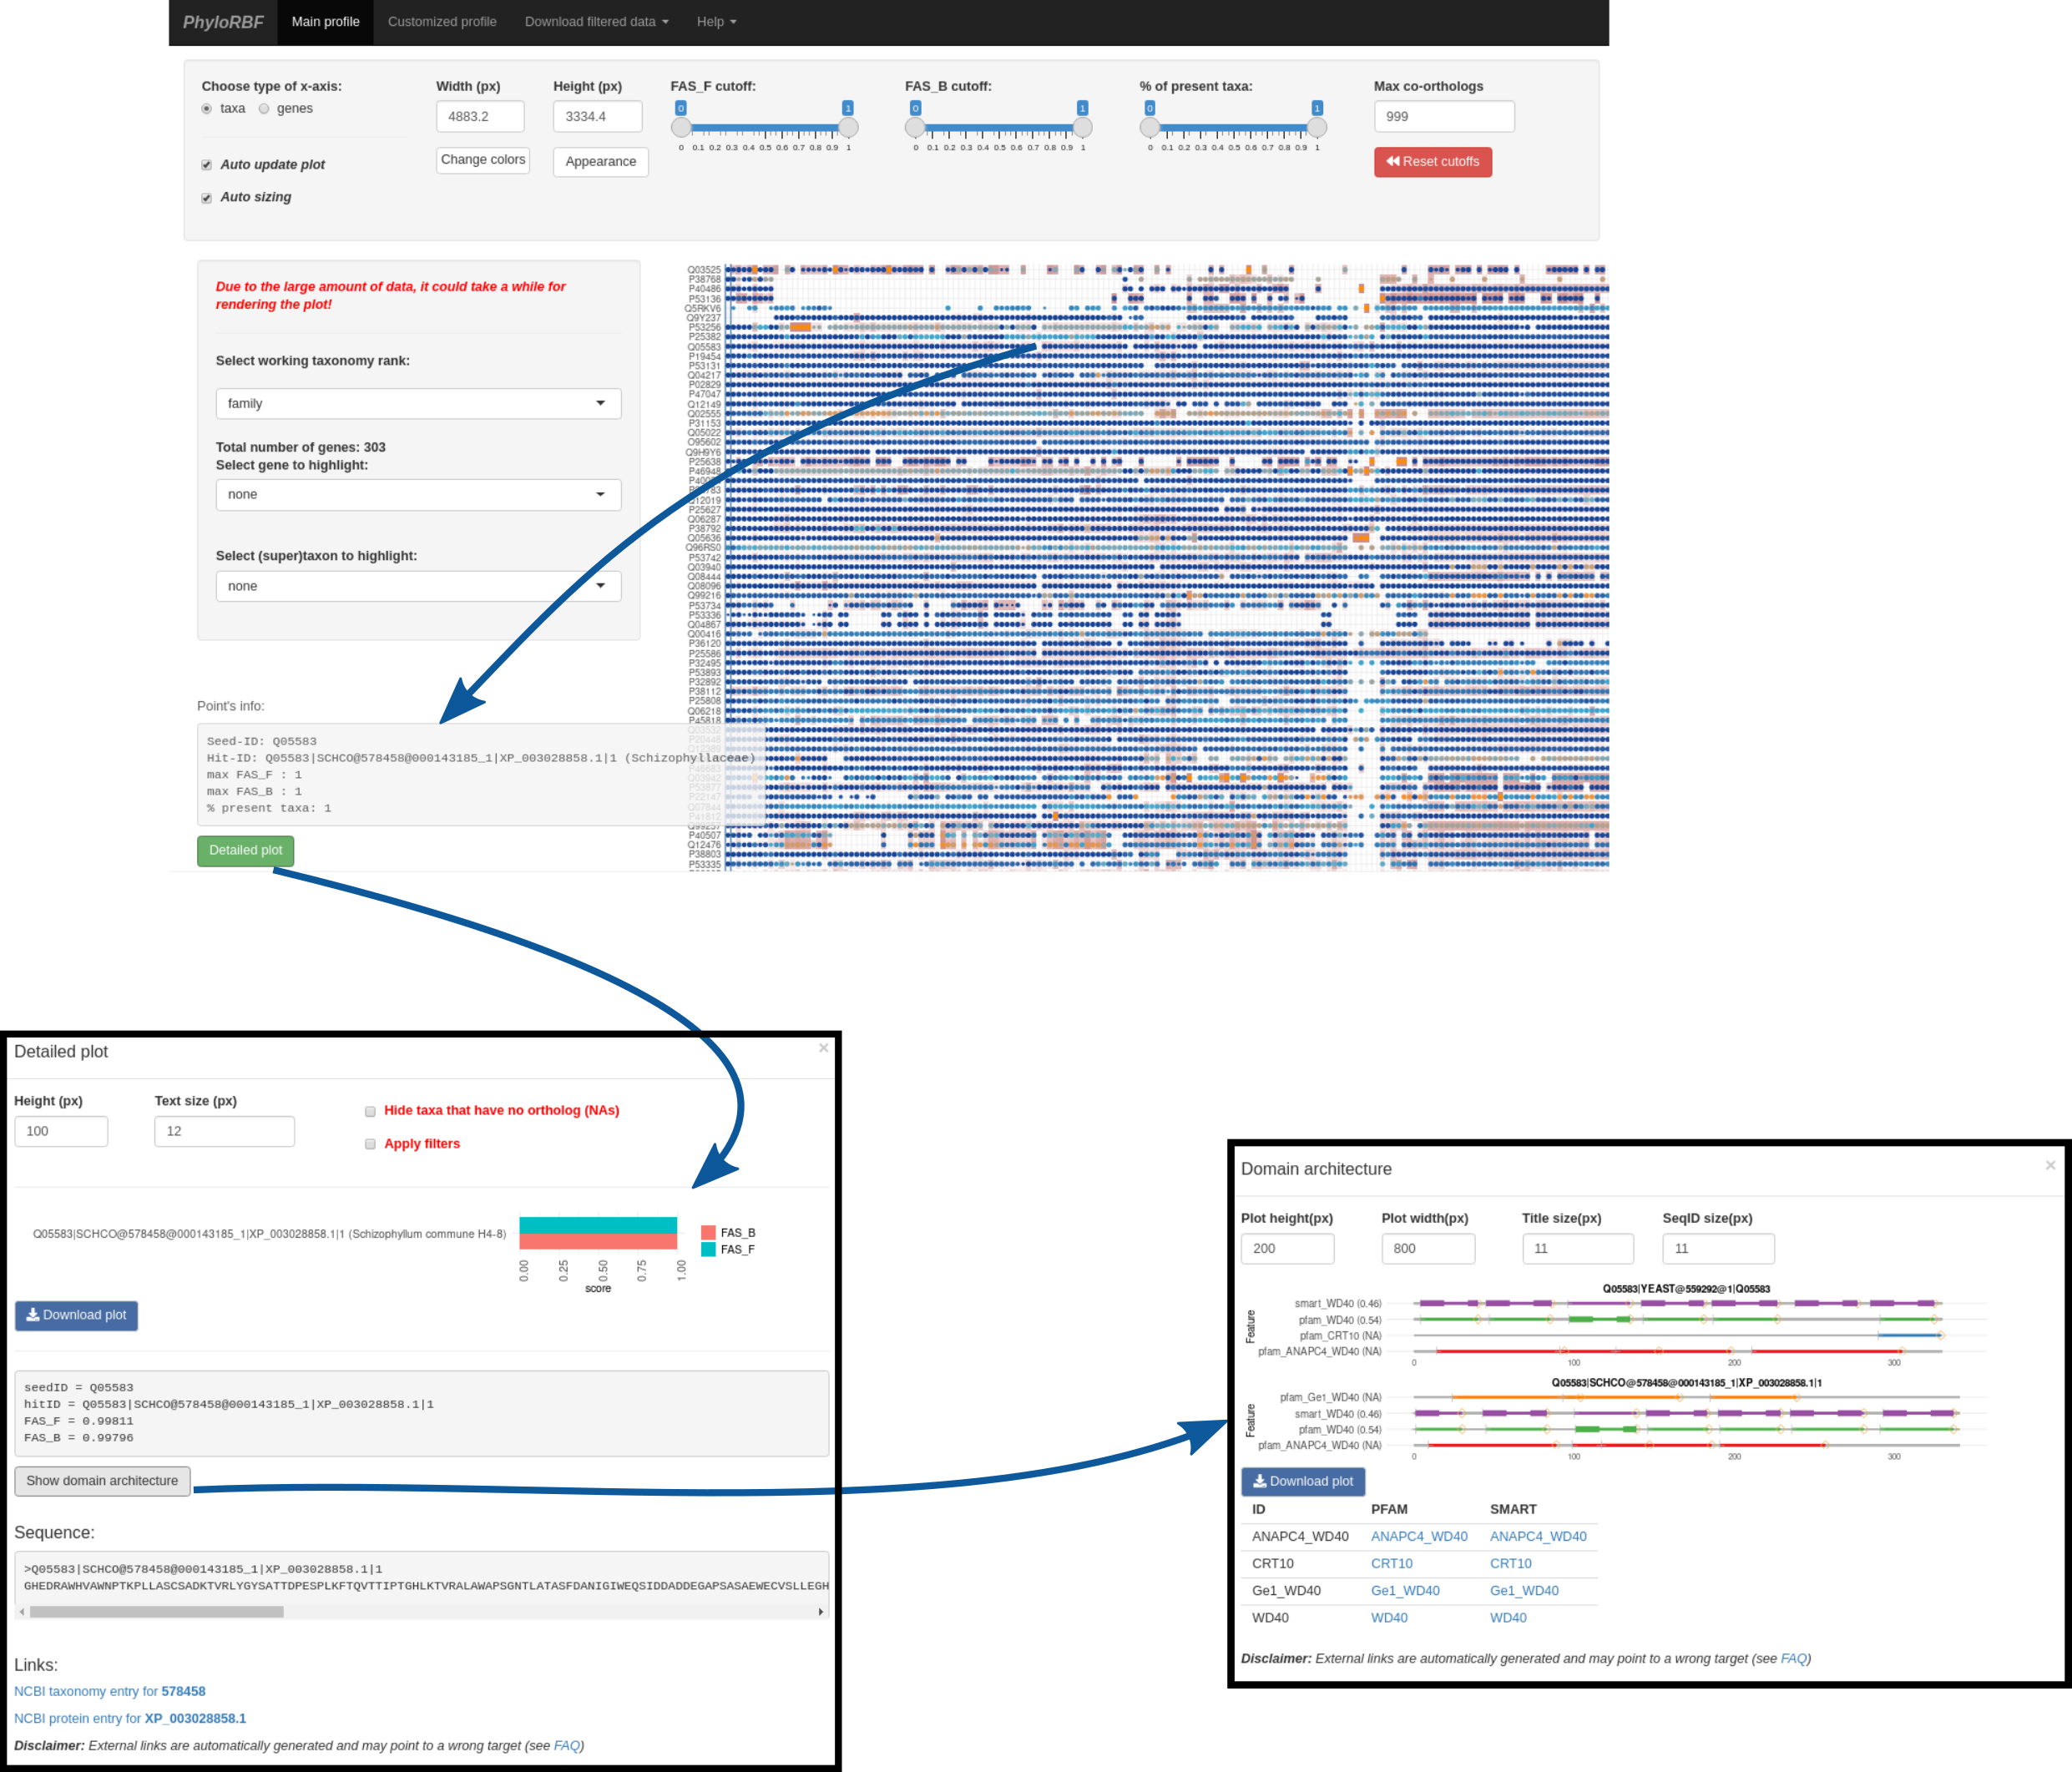 PhyloRBF Main profile Customized profile Download filtered data Help
Choose type of x-axis: Width (px) Height (px) FAS_F cutoff: FAS_B cutoff: % of present taxa: Max co-orthologs
taxa genes 4883.2 3334.4 0 1 0 1 0 1 999
0 0.1 0.2 0.3 0.4 0.5 0.6 0.7 0.8 0.9 1 0 0.1 0.2 0.3 0.4 0.5 0.6 0.7 0.8 0.9 1 0 0.1 0.2 0.3 0.4 0.5 0.6 0.7 0.8 0.9 1
Auto update plot Change colors Appearance Reset cutoffs
Auto sizing
Due to the large amount of data, it could take a while for
rendering the plot!
Select working taxonomy rank:
family
Total number of genes: 303
Select gene to highlight:
none
Select (super)taxon to highlight:
none
Q03525
P38768
P40486
P53136
Q5RKV6
Q9Y237
P53256
P25382
Q05583
P19454
P53131
Q04217
P02829
P47047
Q12149
Q02555
P31153
Q05022
O95602
Q9H9Y6
P25638
P46948
Q12019
P25627
Q06287
P38792
Q05636
Q96RS0
P53742
Q03940
Q08444
Q08096
Q99216
P53734
P53336
Q04867
Q00416
P36120
P25586
P32495
P53893
P32892
P38112
P25808
Q06218
P45818
P40507
Q12476
P38803
P53335
Point's info:
Seed-ID: Q05583
Hit-ID: Q05583|SCHCO@578458@000143185_1|XP_003028858.1|1 (Schizophyllaceae)
max FAS_F : 1
max FAS_B : 1
% present taxa: 1
Detailed plot
Detailed plot ×
Height (px) Text size (px)
100 12
Hide taxa that have no ortholog (NAs)
Apply filters
Q05583|SCHCO@578458@000143185_1|XP_003028858.1|1 (Schizophyllum commune H4-8)
FAS_B
FAS_F
0.00 0.25 0.50 0.75 1.00
score
Download plot
seedID = Q05583
hitID = Q05583|SCHCO@578458@000143185_1|XP_003028858.1|1
FAS_F = 0.99811
FAS_B = 0.99796
Show domain architecture
Sequence:
>Q05583|SCHCO@578458@000143185_1|XP_003028858.1|1
GHEDRAWHVAWNPTKPLLASCSADKTVRLYGYSATTDPESPLKFTQVTTIPTGHLKTVRALAWAPSGNTLATASFDANIGIWEQSIDDADDEGAPSASAEWECVSLLEGH
Links:
NCBI taxonomy entry for 578458
NCBI protein entry for XP_003028858.1
Disclaimer: External links are automatically generated and may point to a wrong target (see FAQ)
Domain architecture ×
Plot height(px) Plot width(px) Title size(px) SeqID size(px)
200 800 11 11
Q05583|YEAST@559292@1|Q05583
Feature
smart_WD40 (0.46)
pfam_WD40 (0.54)
pfam_CRT10 (NA)
pfam_ANAPC4_WD40 (NA)
0 100 200 300
Q05583|SCHCO@578458@000143185_1|XP_003028858.1|1
Feature
pfam_Ge1_WD40 (NA)
smart_WD40 (0.46)
pfam_WD40 (0.54)
pfam_ANAPC4_WD40 (NA)
0 100 200 300
Download plot
ID PFAM SMART
ANAPC4_WD40 ANAPC4_WD40 ANAPC4_WD40
CRT10 CRT10 CRT10
Ge1_WD40 Ge1_WD40 Ge1_WD40
WD40 WD40 WD40
Disclaimer: External links are automatically generated and may point to a wrong target (see FAQ)